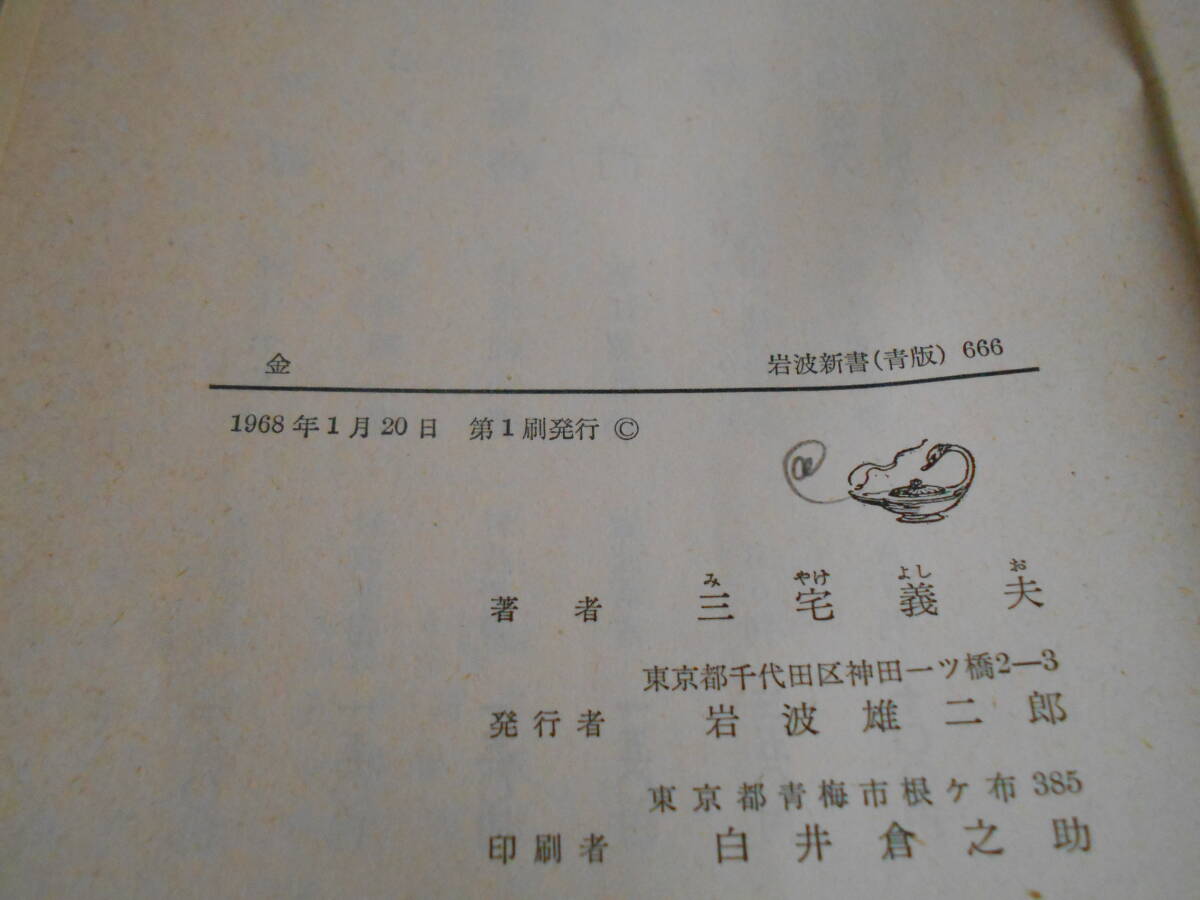 金 岩波新書(青版) 666
1968年1月20日 第1刷発行 ©
み やけ よし お
著者 三宅義夫
東京都千代田区神田一ツ橋2—3
発行者 岩波雄二郎
東京都青梅市根ヶ布385
印刷者 白井倉之助